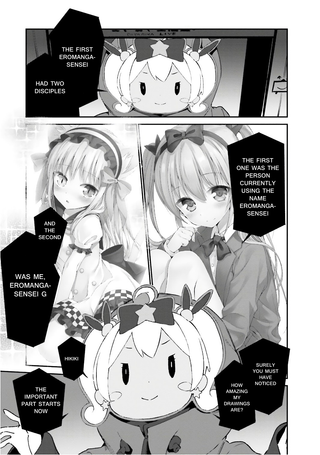 THE FIRST
EROMANGA-
SENSEI
HAD TWO
DISCIPLES
THE FIRST
ONE WAS THE
PERSON
CURRENTLY
USING THE
NAME
EROMANGA-
SENSEI
AND
THE
SECOND
WAS ME,
EROMANGA-
SENSEI G
SURELY
YOU MUST
HAVE
NOTICED
HOW
AMAZING
MY
DRAWINGS
ARE?
HIKIKI
THE
IMPORTANT
PART STARTS
NOW